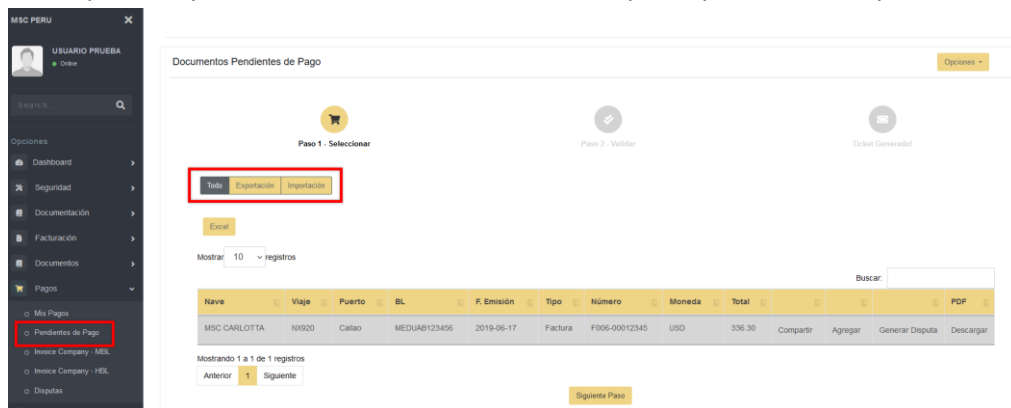 MSC PERU
USUARIO PRUEBA
Online
Search
Opciones
Dashboard
Seguridad
Documentación
Facturación
Documentos
Pagos
Mis Pagos
Pendientes de Pago
Invoice Company - MBL
Invoice Company - HBL
Disputas
Documentos Pendientes de Pago
Opciones
Paso 1 - Seleccionar
Paso 2 - Validar
Ticket Generado!
Todo Exportación Importación
Excel
Mostrar 10 registros
Buscar:
Nave Viaje Puerto BL F. Emisión Tipo Número Moneda Total PDF
MSC CARLOTTA NX920 Callao MEDUAB123456 2019-06-17 Factura F006-00012345 USD 336.30 Compartir Agregar Generar Disputa Descargar
Mostrando 1 a 1 de 1 registros
Anterior 1 Siguiente
Siguiente Paso